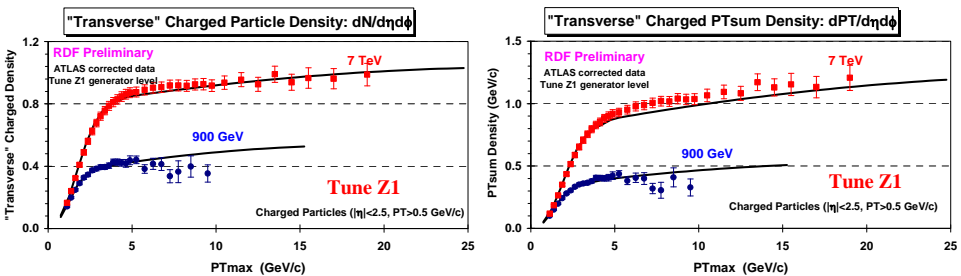 "Transverse" Charged Particle Density: dN/dηdϕ
1.2
0.8
0.4
0.0
"Transverse" Charged Density
RDF Preliminary
ATLAS corrected data
Tune Z1 generator level
7 TeV
900 GeV
Tune Z1
Charged Particles (|η|<2.5, PT>0.5 GeV/c)
0 5 10 15 20 25
PTmax (GeV/c)
"Transverse" Charged PTsum Density: dPT/dηdϕ
1.5
1.0
0.5
0.0
PTsum Density (GeV/c)
RDF Preliminary
ATLAS corrected data
Tune Z1 generator level
7 TeV
900 GeV
Tune Z1
Charged Particles (|η|<2.5, PT>0.5 GeV/c)
0 5 10 15 20 25
PTmax (GeV/c)